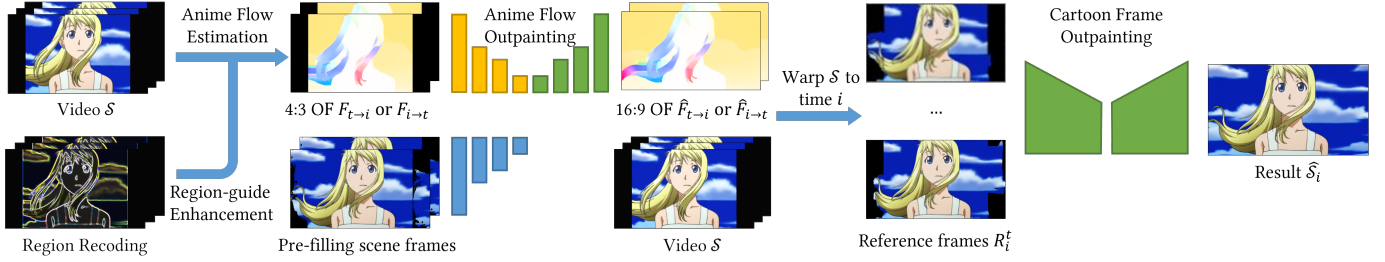 Anime Flow
Estimation
Video 𝒮
Region-guide
Enhancement
Region Recoding
4:3 OF F_{t→i} or F_{i→t}
Pre-filling scene frames
Anime Flow
Outpainting
16:9 OF F̂_{t→i} or F̂_{i→t}
Video 𝒮
Warp 𝒮 to
time i
...
Reference frames R_i^t
Cartoon Frame
Outpainting
Result 𝒮̂_i